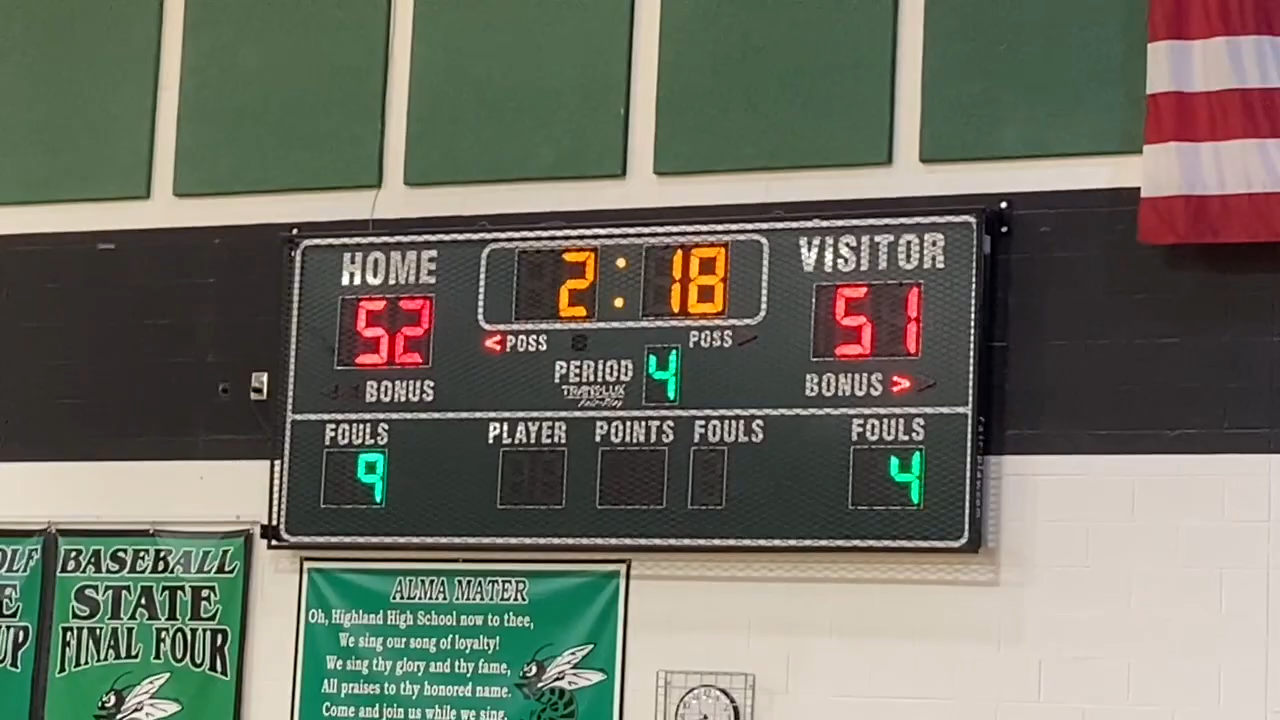 HOME
2:18
VISITOR
52
51
< POSS
POSS
PERIOD 4
TRANS-LUX
Fair-Play
BONUS
BONUS >
FOULS
PLAYER
POINTS
FOULS
FOULS
9
4
BASEBALL
STATE
FINAL FOUR
ALMA MATER
Oh, Highland High School now to thee,
We sing our song of loyalty!
We sing thy glory and thy fame,
All praises to thy honored name.
Come and join us while we sing,